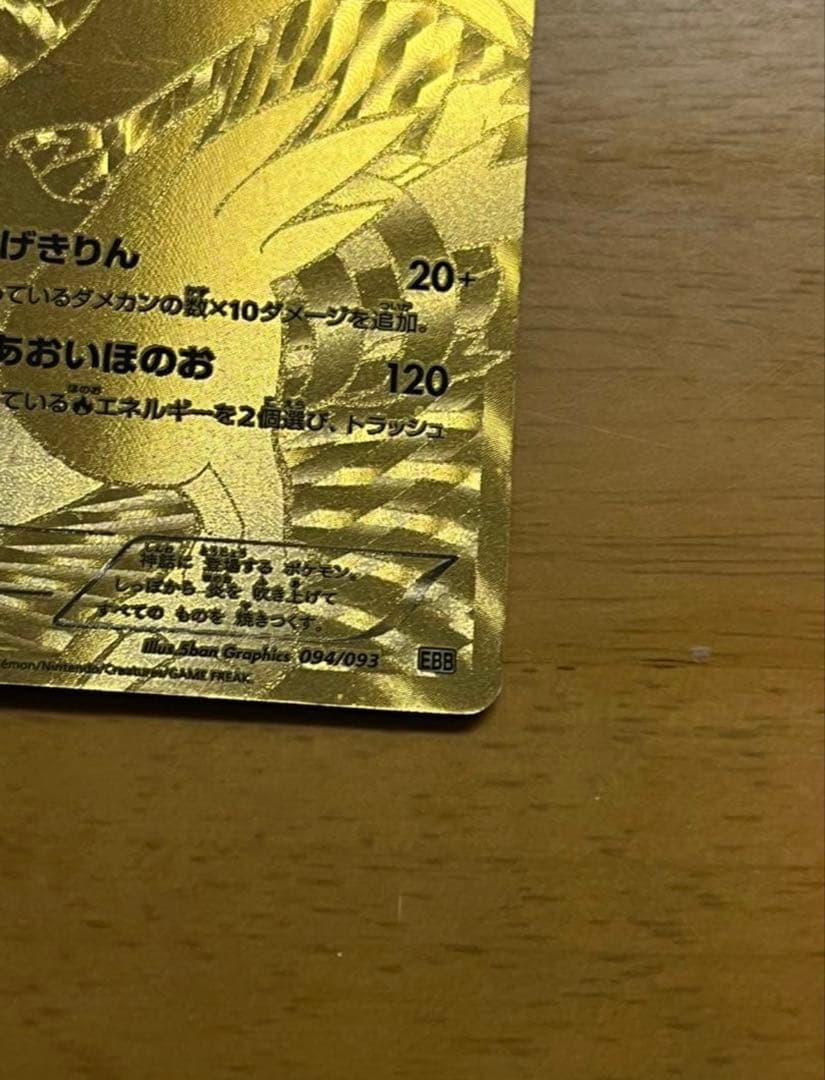 げきりん 20+
っているダメカンの数×10ダメージを追加。
あおいほのお 120
ている エネルギーを2個選び、トラッシュ
神話に 登場する ポケモン。
しっぽから 炎を 吹き上げて
すべての ものを 焼きつくす。
illus. 5ban Graphics 094/093 EBB
émon/Nintendo/Creatures/GAME FREAK.